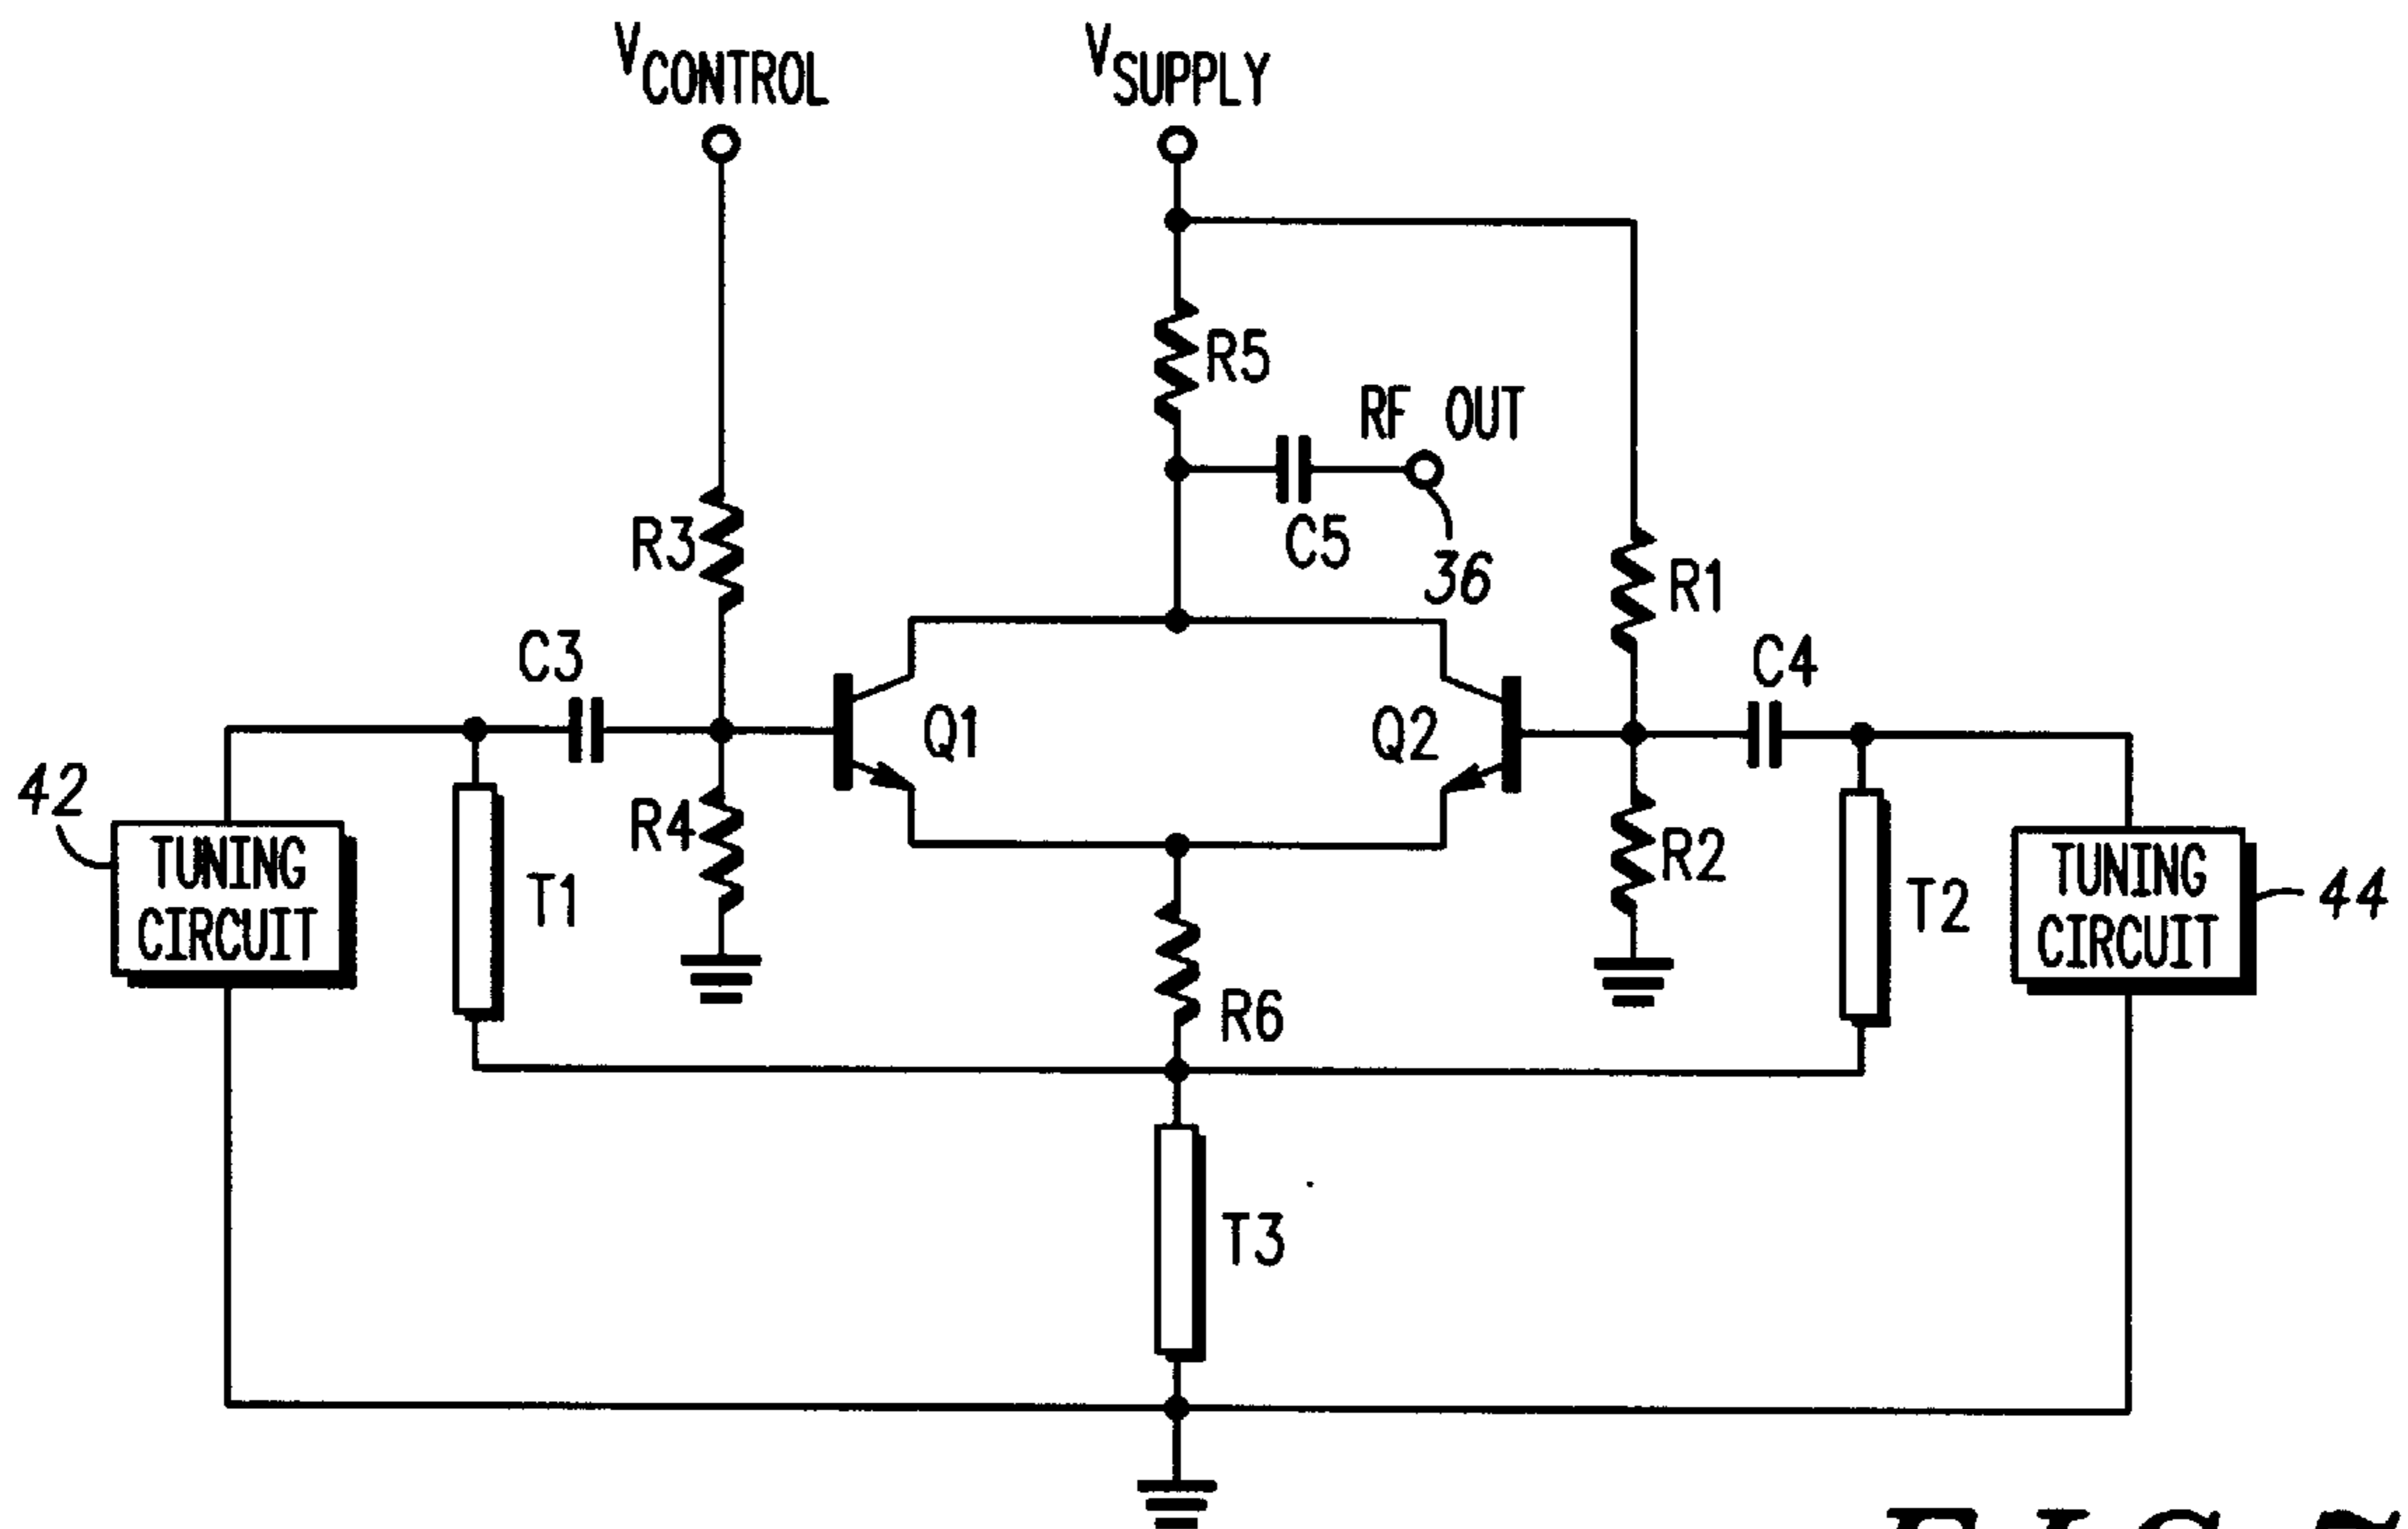 VCONTROL
VSUPPLY
R5
RF OUT
R3
C5
36
R1
C3
C4
Q1
Q2
42
TUNING
CIRCUIT
T1
R4
R2
T2
TUNING
CIRCUIT
44
R6
T3